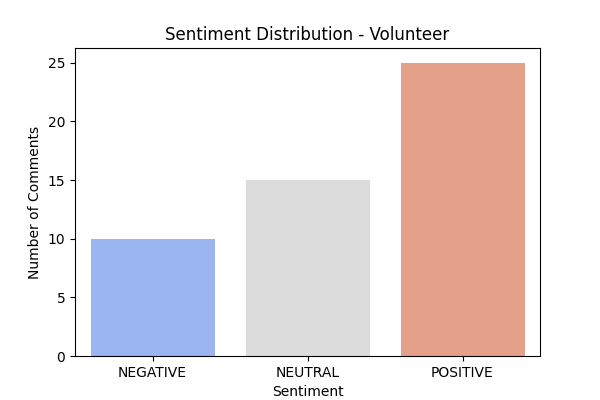 Sentiment Distribution - Volunteer
Number of Comments
25
20
15
10
5
0
NEGATIVE NEUTRAL POSITIVE
Sentiment